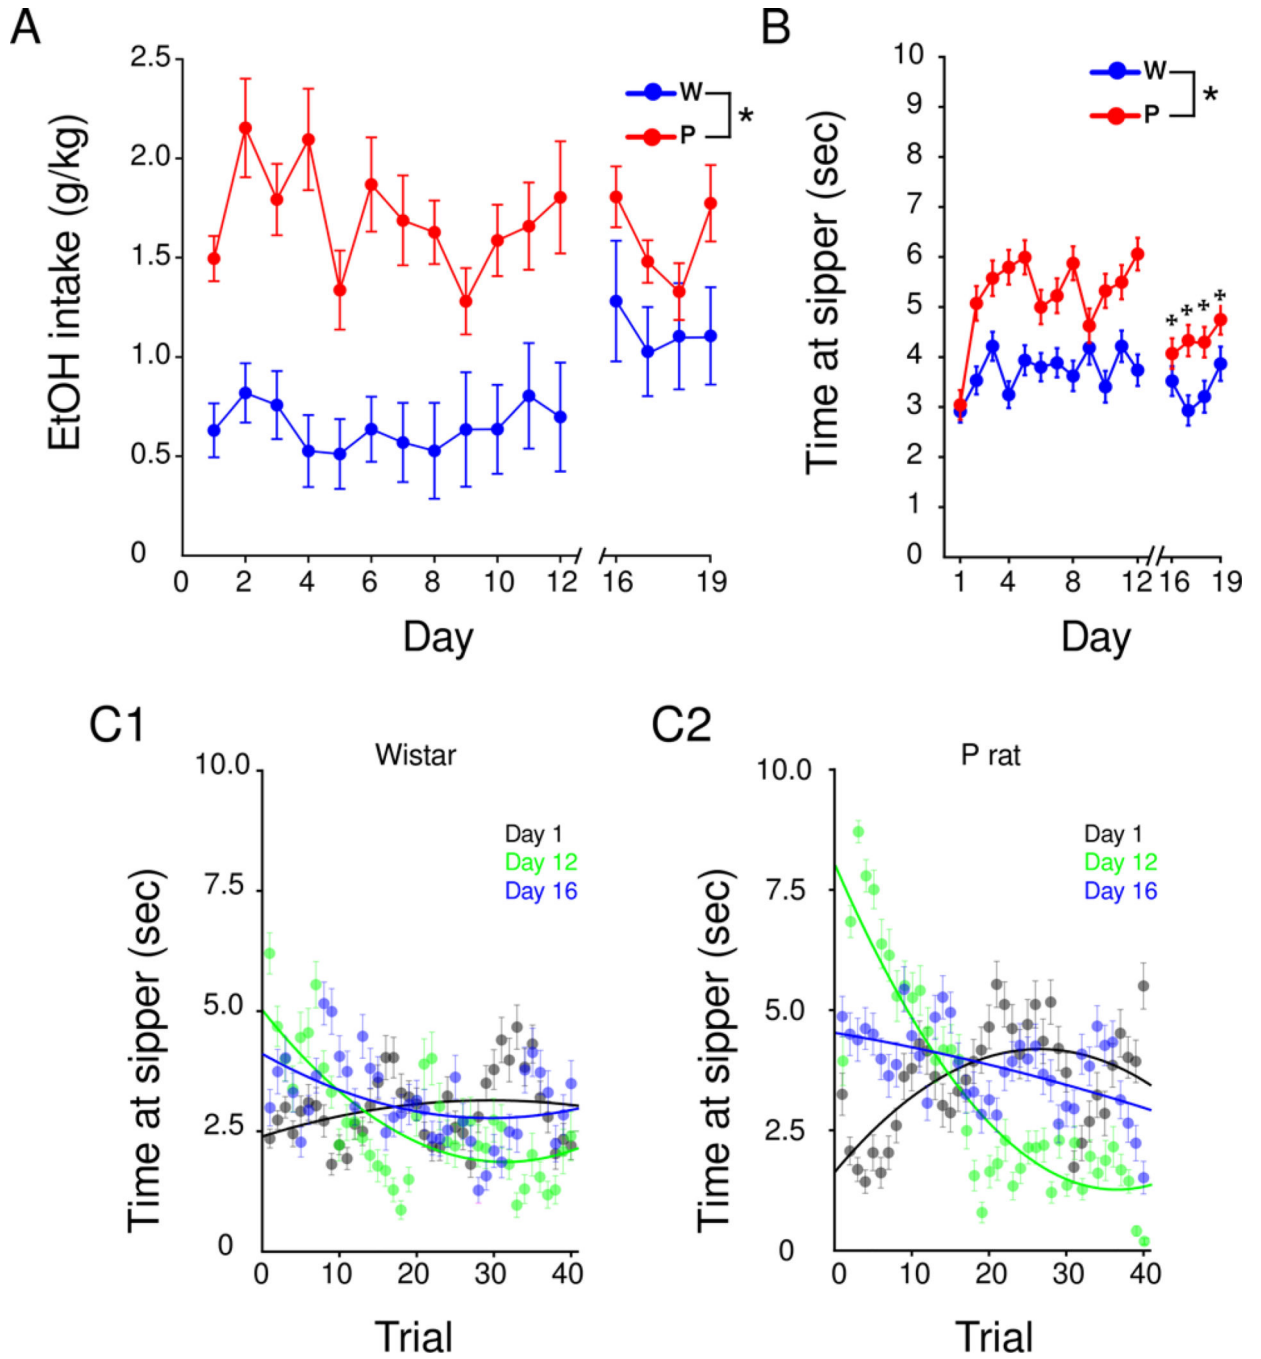 A
EtOH intake (g/kg)
2.5
2.0
1.5
1.0
0.5
0
W
P
*
0 2 4 6 8 10 12 16 19
Day
B
Time at sipper (sec)
10
9
8
7
6
5
4
3
2
1
0
W
P
*
✢ ✢ ✢ ✢
1 4 8 12 16 19
Day
C1
Wistar
Time at sipper (sec)
10.0
7.5
5.0
2.5
0
Day 1
Day 12
Day 16
0 10 20 30 40
Trial
C2
P rat
Time at sipper (sec)
10.0
7.5
5.0
2.5
0
Day 1
Day 12
Day 16
0 10 20 30 40
Trial